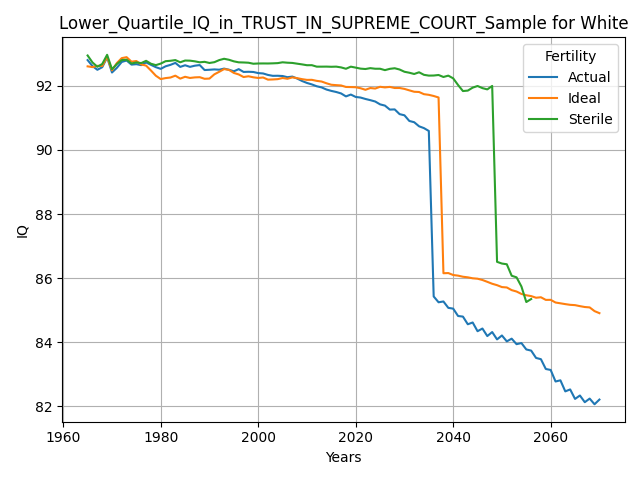 Lower_Quartile_IQ_in_TRUST_IN_SUPREME_COURT_Sample for White
Fertility
Actual
Ideal
Sterile
IQ
92
90
88
86
84
82
1960
1980
2000
2020
2040
2060
Years